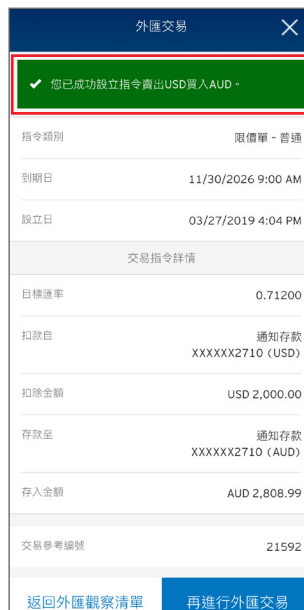 外匯交易
您已成功設立指令賣出USD買入AUD。
指令類別 限價單 - 普通
到期日 11/30/2026 9:00 AM
設立日 03/27/2019 4:04 PM
交易指令詳情
目標匯率 0.71200
扣款自 通知存款
XXXXXX2710 (USD)
扣除金額 USD 2,000.00
存款至 通知存款
XXXXXX2710 (AUD)
存入金額 AUD 2,808.99
交易參考編號 21592
返回外匯觀察清單 再進行外匯交易